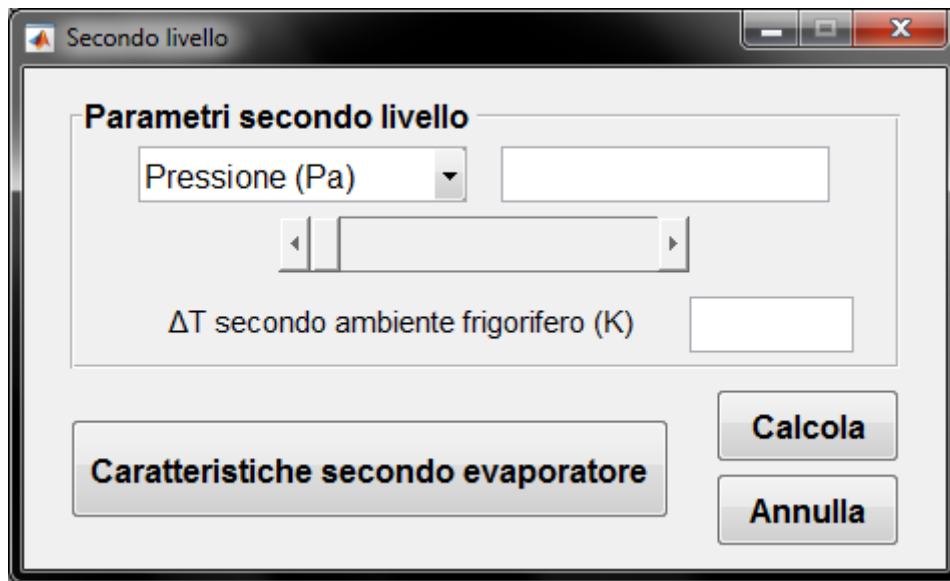 Secondo livello
Parametri secondo livello
Pressione (Pa)
ΔT secondo ambiente frigorifero (K)
Caratteristiche secondo evaporatore
Calcola
Annulla